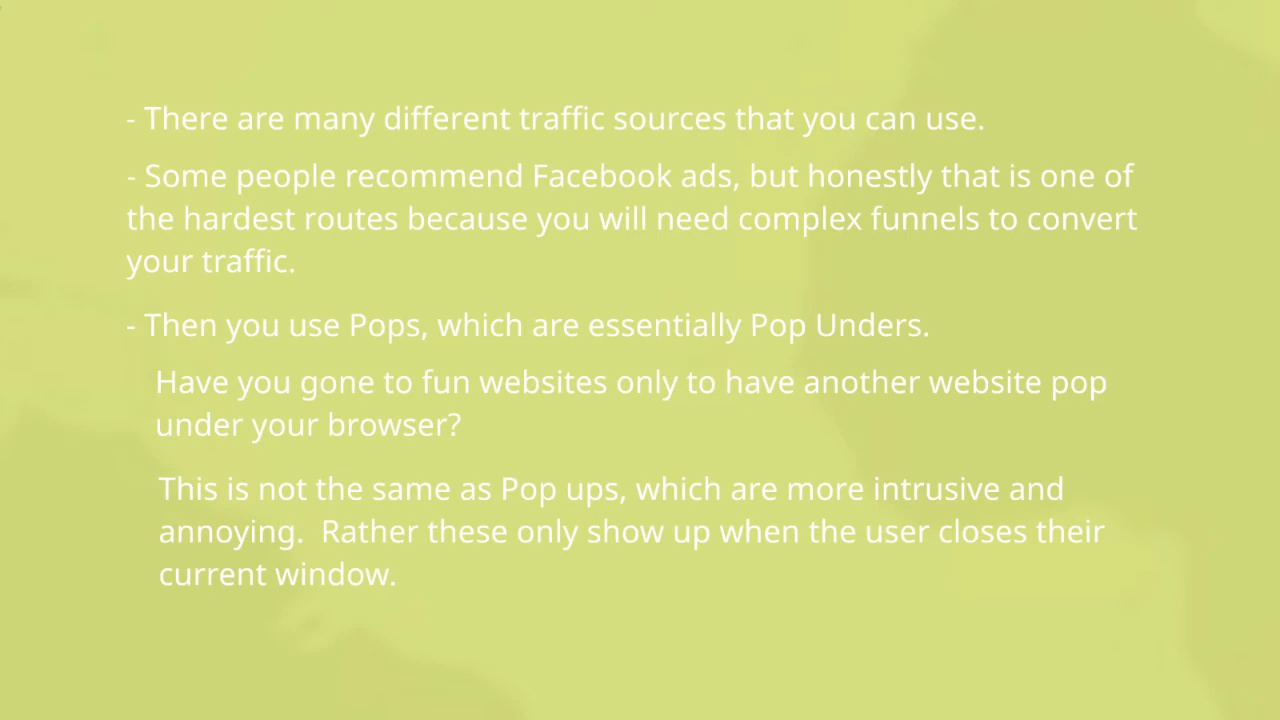 - There are many different traffic sources that you can use.
- Some people recommend Facebook ads, but honestly that is one of
the hardest routes because you will need complex funnels to convert
your traffic.
- Then you use Pops, which are essentially Pop Unders.
Have you gone to fun websites only to have another website pop
under your browser?
This is not the same as Pop ups, which are more intrusive and
annoying.  Rather these only show up when the user closes their
current window.